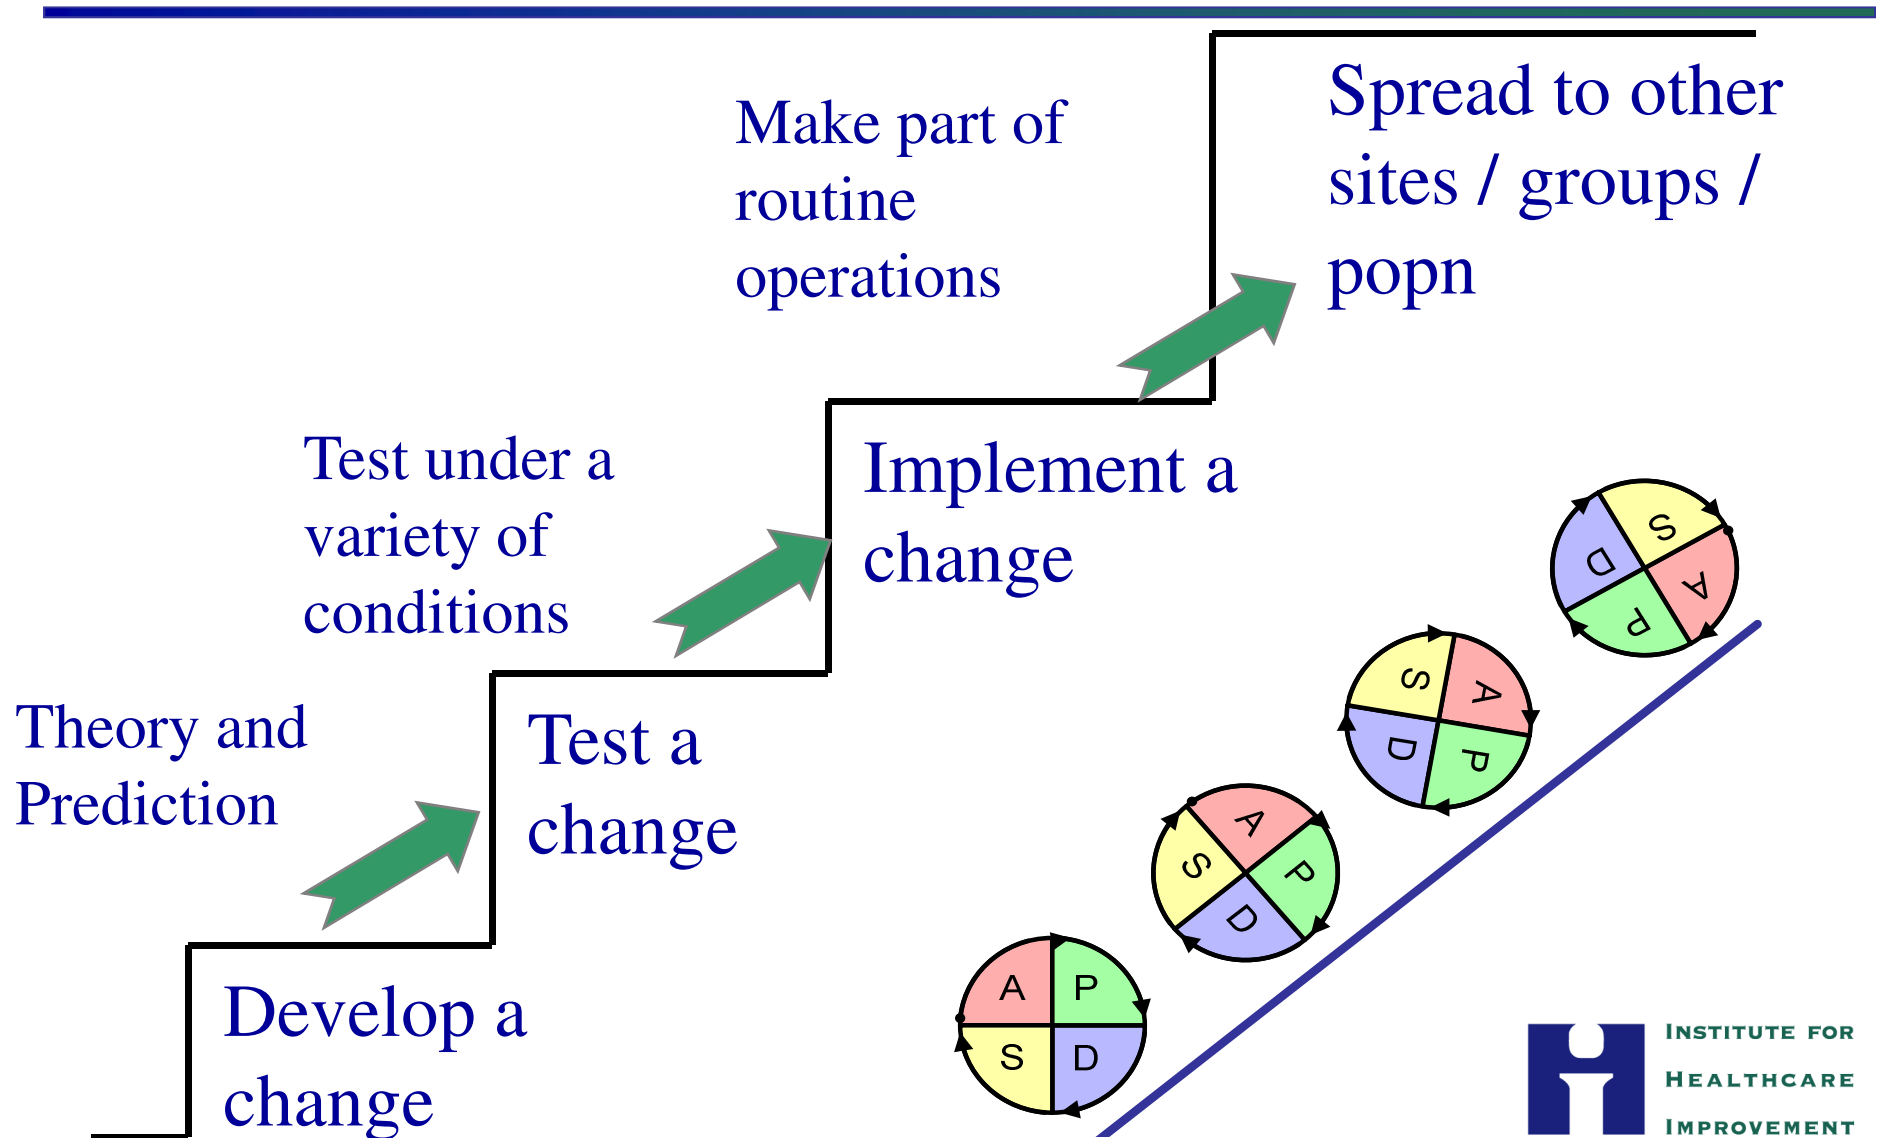 Spread to other
sites / groups /
popn
Make part of
routine
operations
Implement a
change
Test under a
variety of
conditions
Test a
change
Theory and
Prediction
Develop a
change
S
D
A
P
S
A
D
P
A
S
P
D
A
P
S
D
INSTITUTE FOR
HEALTHCARE
IMPROVEMENT